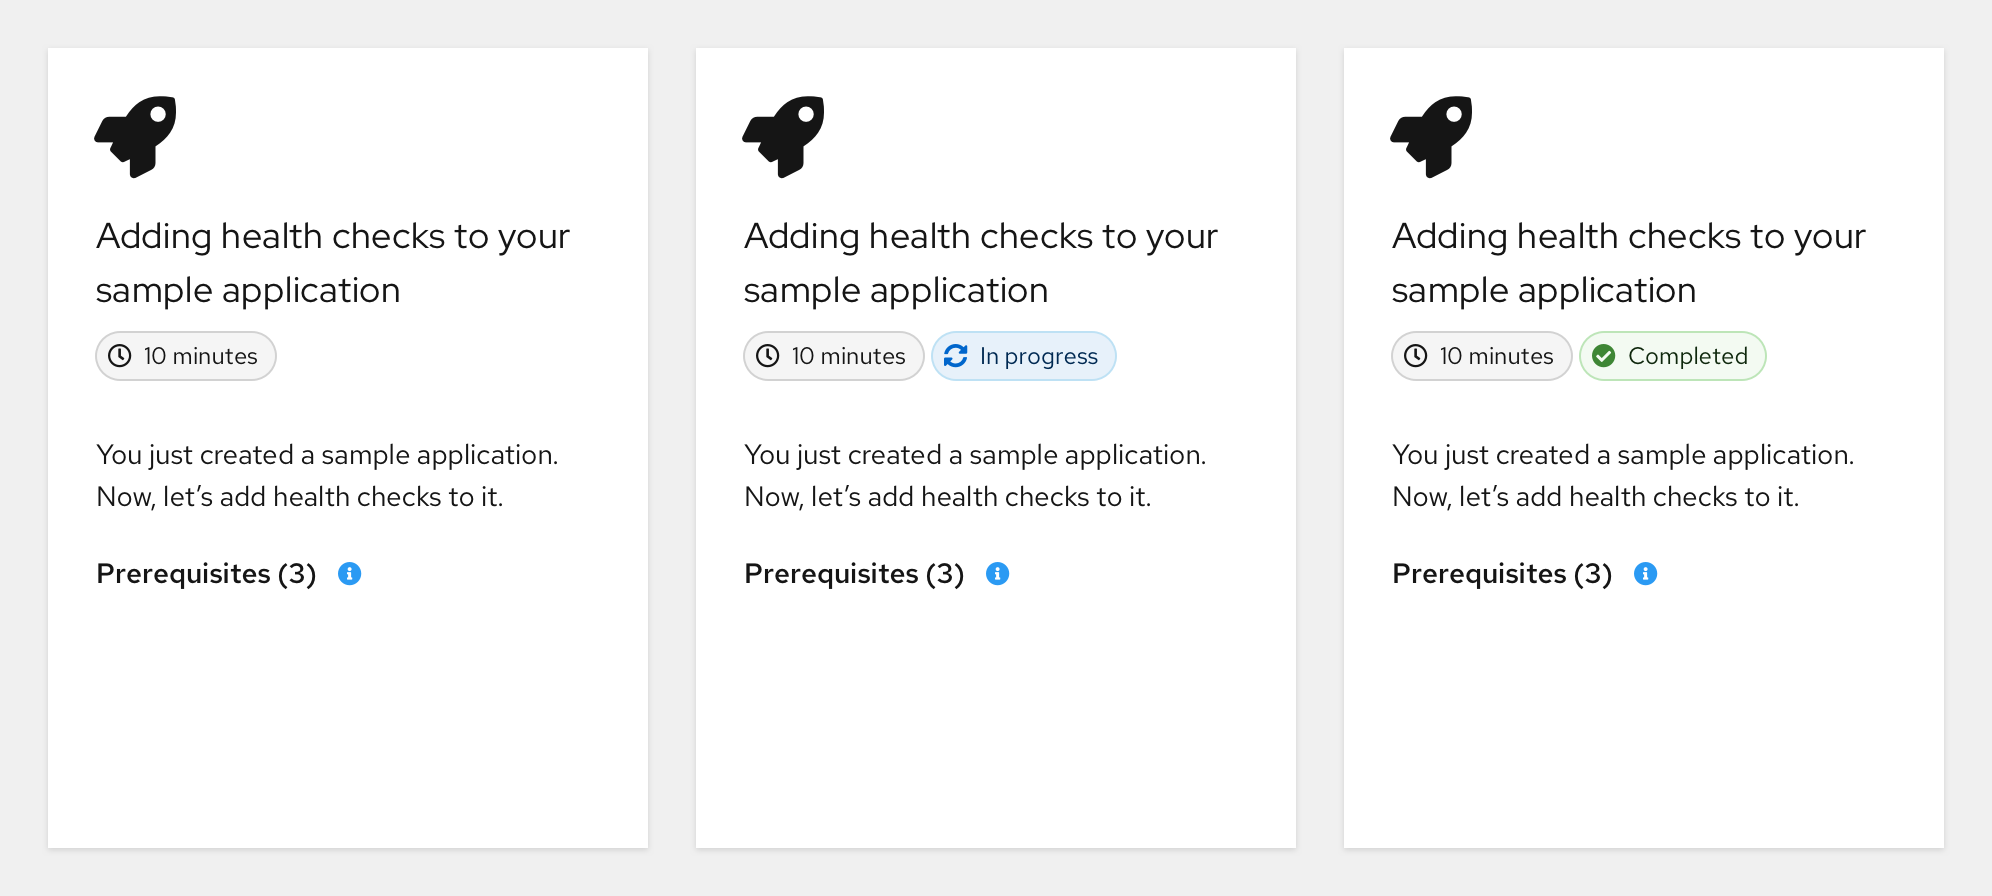 Adding health checks to your
sample application
10 minutes
You just created a sample application.
Now, let’s add health checks to it.
Prerequisites (3)
Adding health checks to your
sample application
10 minutes
In progress
You just created a sample application.
Now, let’s add health checks to it.
Prerequisites (3)
Adding health checks to your
sample application
10 minutes
Completed
You just created a sample application.
Now, let’s add health checks to it.
Prerequisites (3)